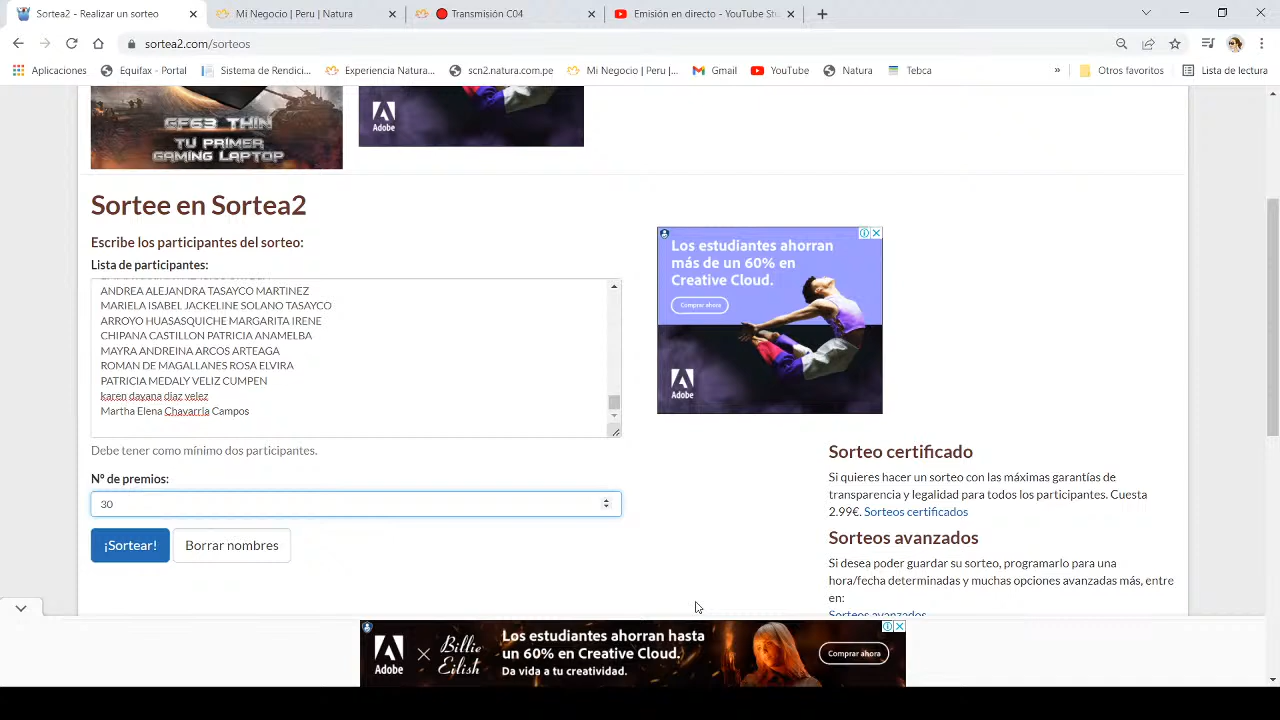 Sortea2 - Realizar un sorteo
Mi Negocio | Peru | Natura
Transmisión C04
Emisión en directo - YouTube St
sortea2.com/sorteos
Aplicaciones
Equifax - Portal
Sistema de Rendici...
Experiencia Natura...
scn2.natura.com.pe
Mi Negocio | Peru |...
Gmail
YouTube
Natura
Tebca
»
Otros favoritos
Lista de lectura
GF63 THIN
TU PRIMER
GAMING LAPTOP
Adobe
Sortee en Sortea2
Escribe los participantes del sorteo:
Lista de participantes:
ANDREA ALEJANDRA TASAYCO MARTINEZ
MARIELA ISABEL JACKELINE SOLANO TASAYCO
ARROYO HUASASQUICHE MARGARITA IRENE
CHIPANA CASTILLON PATRICIA ANAMELBA
MAYRA ANDREINA ARCOS ARTEAGA
ROMAN DE MAGALLANES ROSA ELVIRA
PATRICIA MEDALY VELIZ CUMPEN
karen dayana diaz velez
Martha Elena Chavarria Campos
Debe tener como mínimo dos participantes.
Nº de premios:
30
¡Sortear!
Borrar nombres
Los estudiantes ahorran
más de un 60% en
Creative Cloud.
Comprar ahora
Adobe
Sorteo certificado
Si quieres hacer un sorteo con las máximas garantías de
transparencia y legalidad para todos los participantes. Cuesta
2.99€. Sorteos certificados
Sorteos avanzados
Si desea poder guardar su sorteo, programarlo para una
hora/fecha determinadas y muchas opciones avanzadas más, entre
en:
Sorteos avanzados
Adobe
Billie
Eilish
Los estudiantes ahorran hasta
un 60% en Creative Cloud.
Da vida a tu creatividad.
Comprar ahora